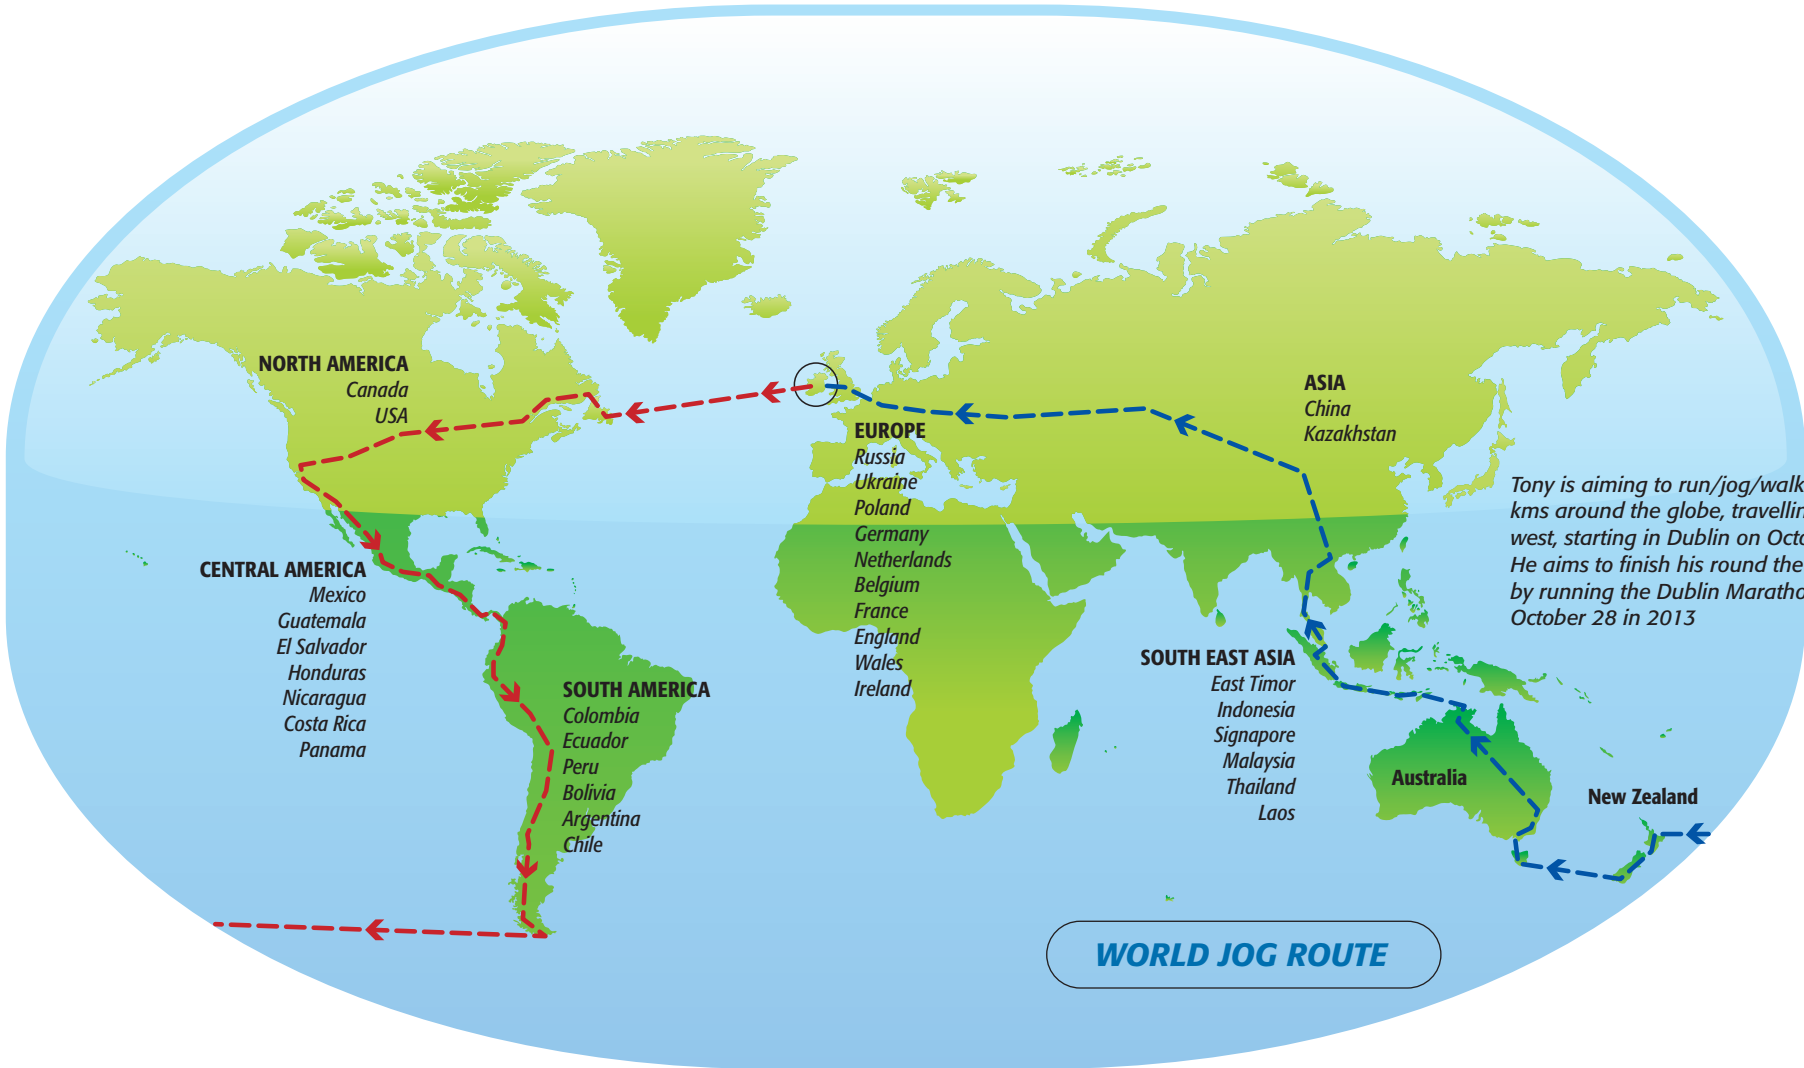 NORTH AMERICA
Canada
USA
CENTRAL AMERICA
Mexico
Guatemala
El Salvador
Honduras
Nicaragua
Costa Rica
Panama
SOUTH AMERICA
Colombia
Ecuador
Peru
Bolivia
Argentina
Chile
EUROPE
Russia
Ukraine
Poland
Germany
Netherlands
Belgium
France
England
Wales
Ireland
ASIA
China
Kazakhstan
Tony is aiming to run/jog/walk
kms around the globe, travellin
west, starting in Dublin on Octo
He aims to finish his round the
by running the Dublin Maratho
October 28 in 2013
SOUTH EAST ASIA
East Timor
Indonesia
Signapore
Malaysia
Thailand
Laos
Australia
New Zealand
WORLD JOG ROUTE